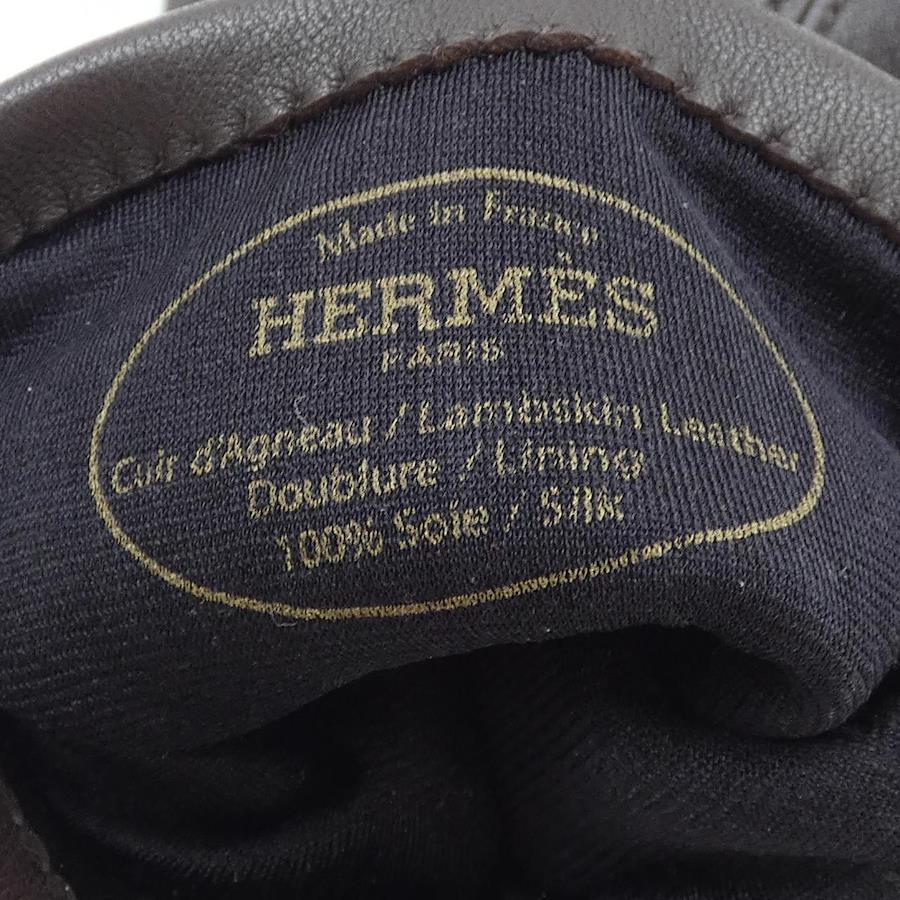 Made in France
HERMÈS
PARIS
Cuir d'Agneau / Lambskin Leather
Doublure / Lining
100% Soie / Silk